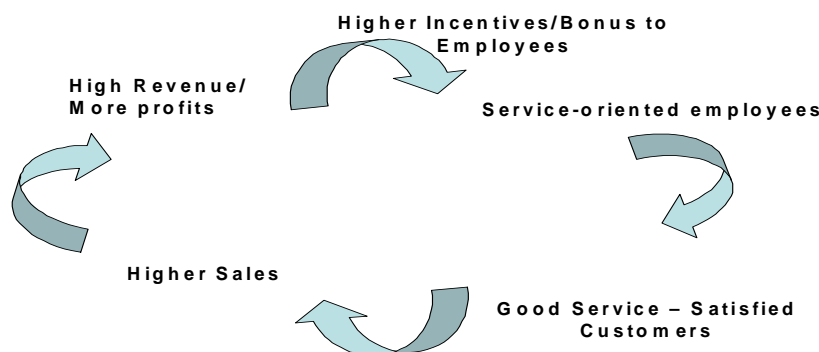 Higher Incentives/Bonus to
Employees
High Revenue/
More profits
Service-oriented employees
Higher Sales
Good Service – Satisfied
Customers